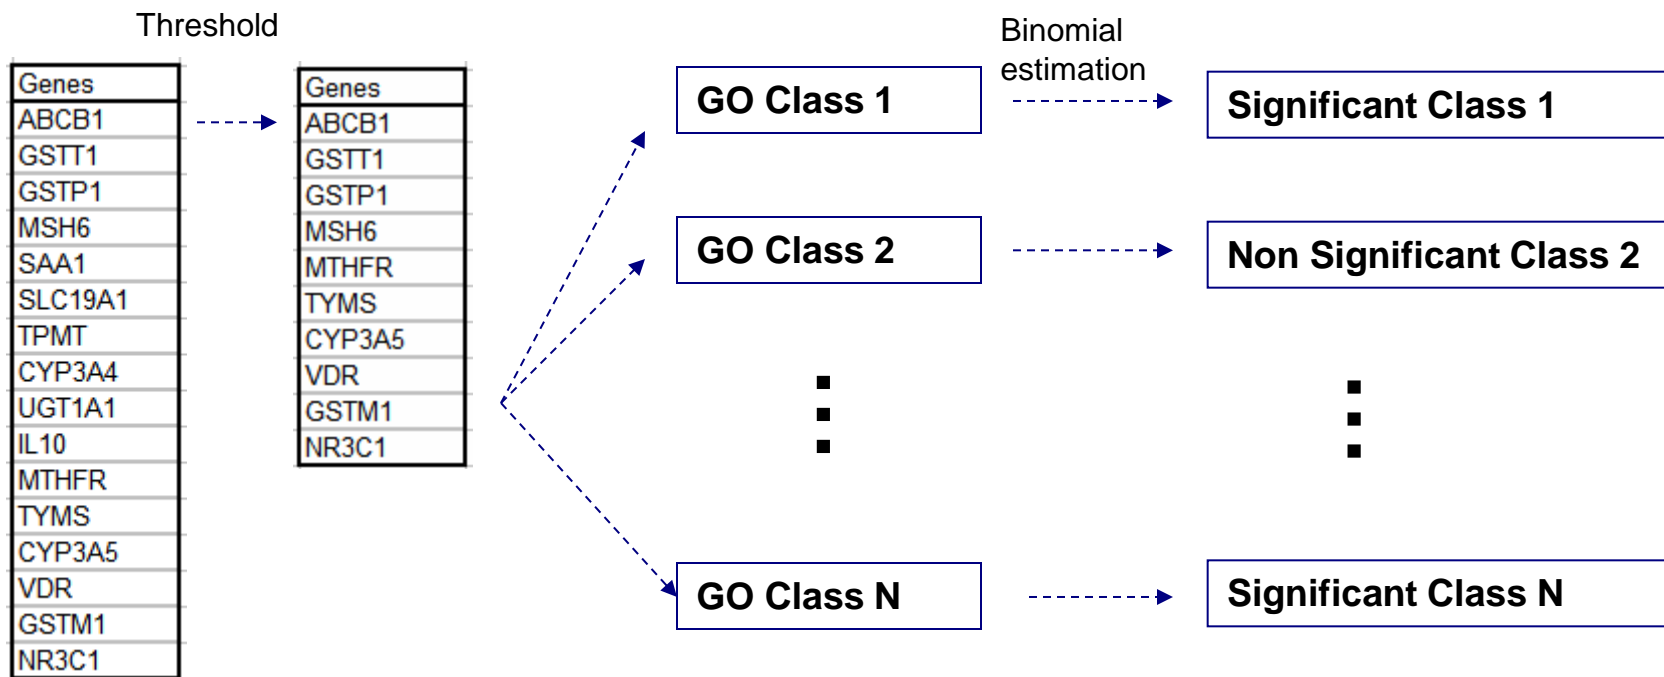 Threshold
Genes
ABCB1
GSTT1
GSTP1
MSH6
SAA1
SLC19A1
TPMT
CYP3A4
UGT1A1
IL10
MTHFR
TYMS
CYP3A5
VDR
GSTM1
NR3C1
Genes
ABCB1
GSTT1
GSTP1
MSH6
MTHFR
TYMS
CYP3A5
VDR
GSTM1
NR3C1
GO Class 1
GO Class 2
GO Class N
Binomial
estimation
Significant Class 1
Non Significant Class 2
Significant Class N